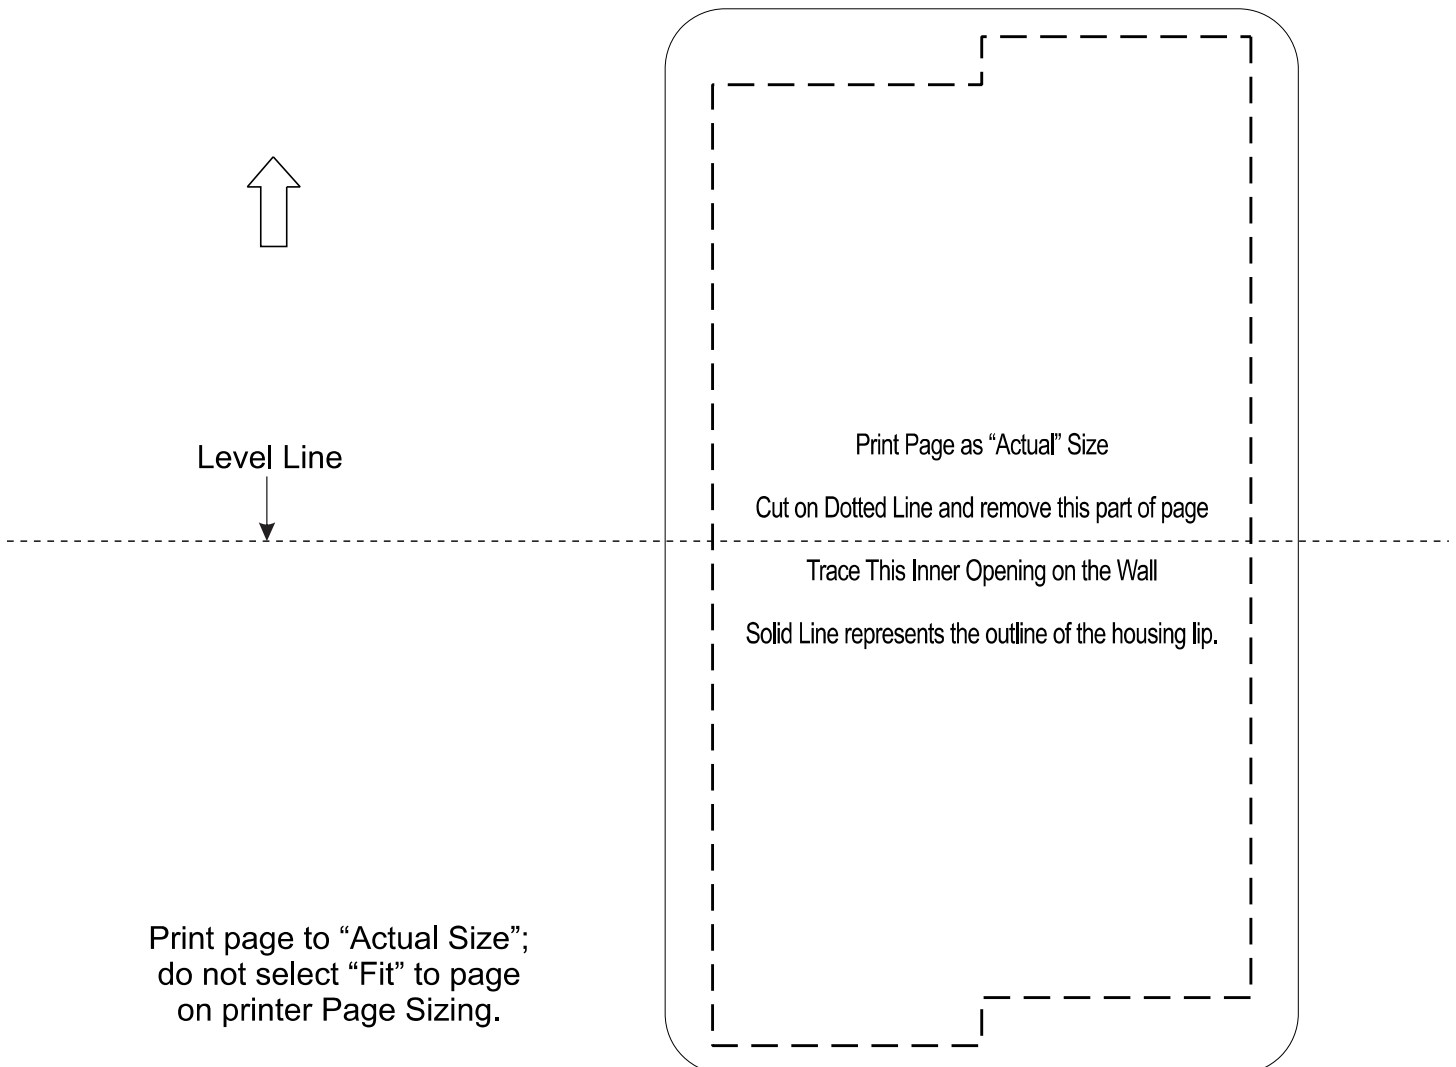 Level Line
Print Page as “Actual” Size
Cut on Dotted Line and remove this part of page
Trace This Inner Opening on the Wall
Solid Line represents the outline of the housing lip.
Print page to “Actual Size”;
do not select “Fit” to page
on printer Page Sizing.